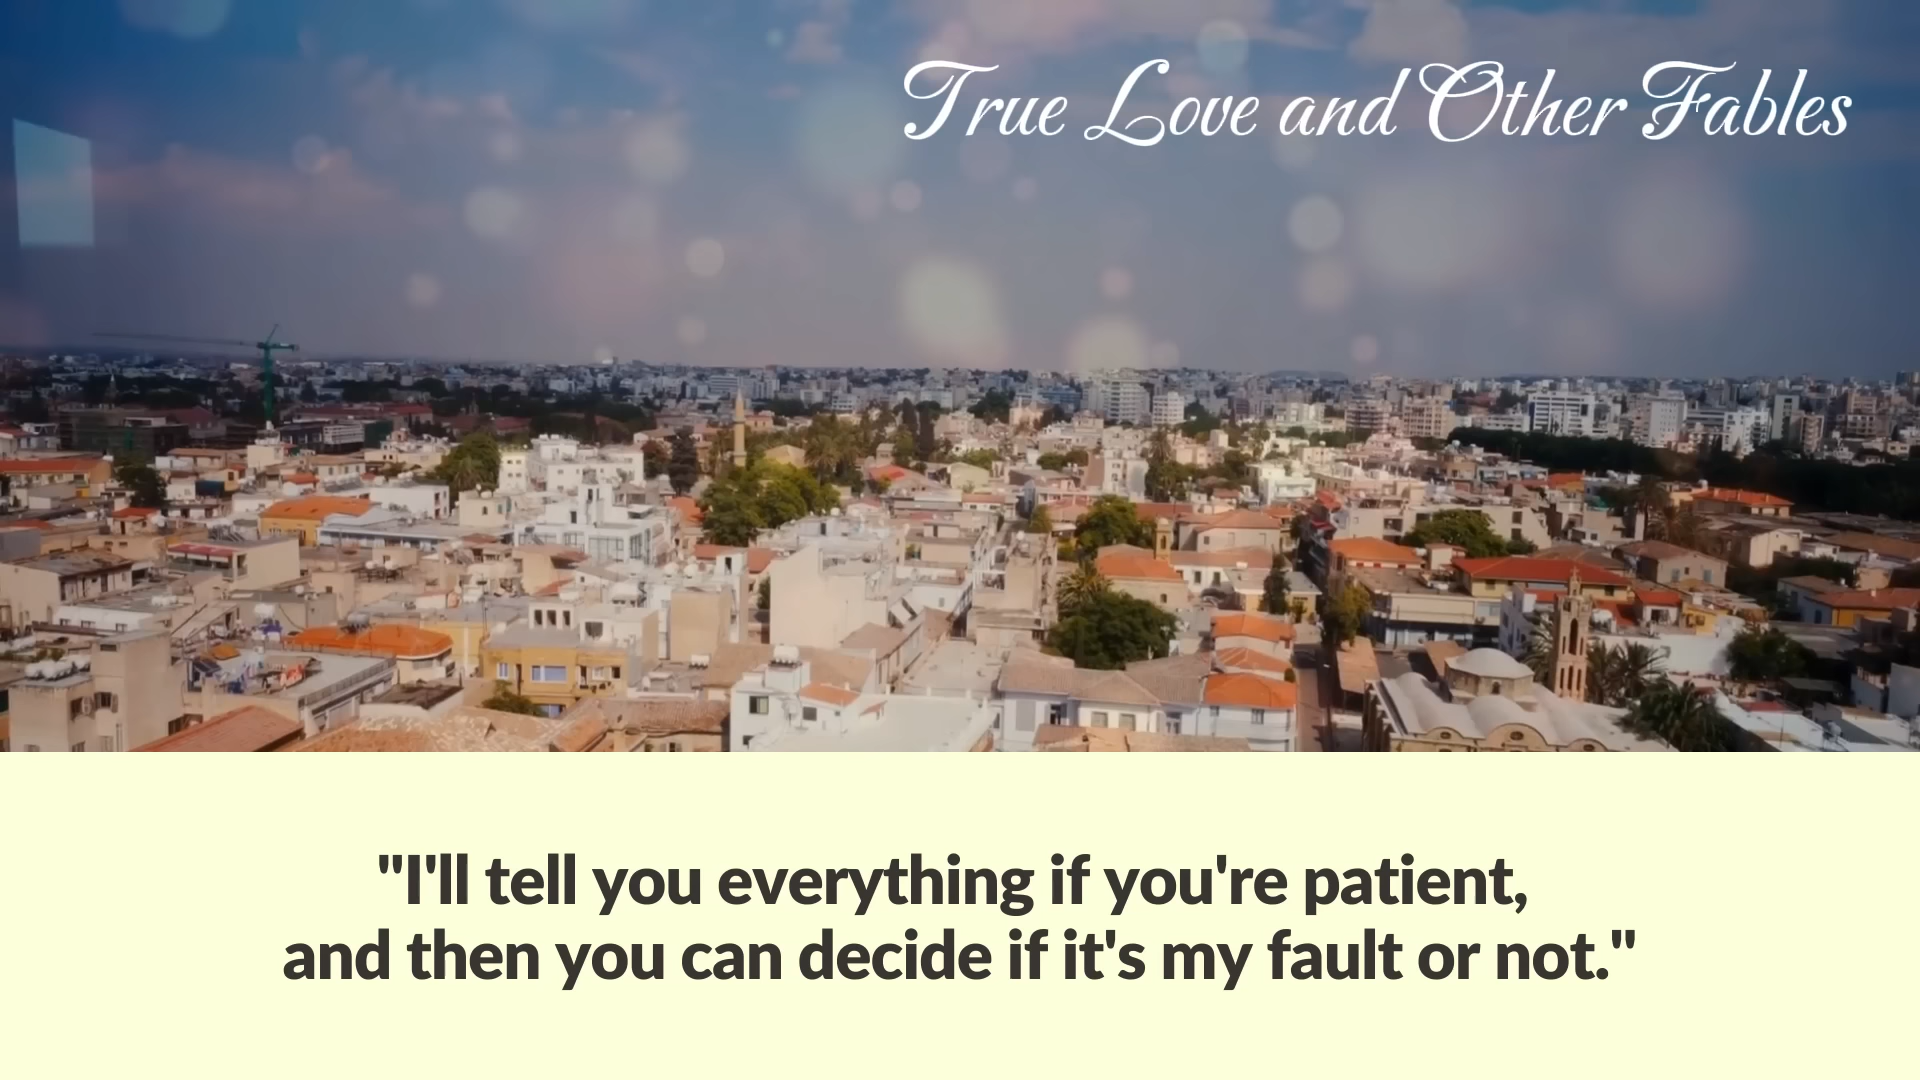 True Love and Other Fables
"I'll tell you everything if you're patient,
and then you can decide if it's my fault or not."